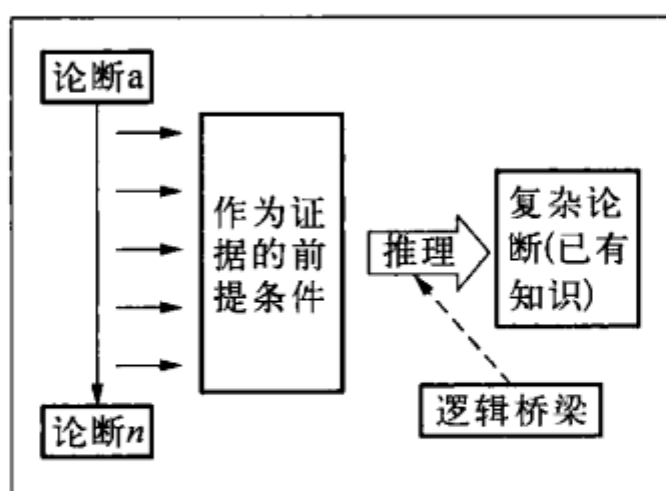 论断a
作为证
据的前
提条件
推理
复杂论
断(已有
知识)
逻辑桥梁
论断n